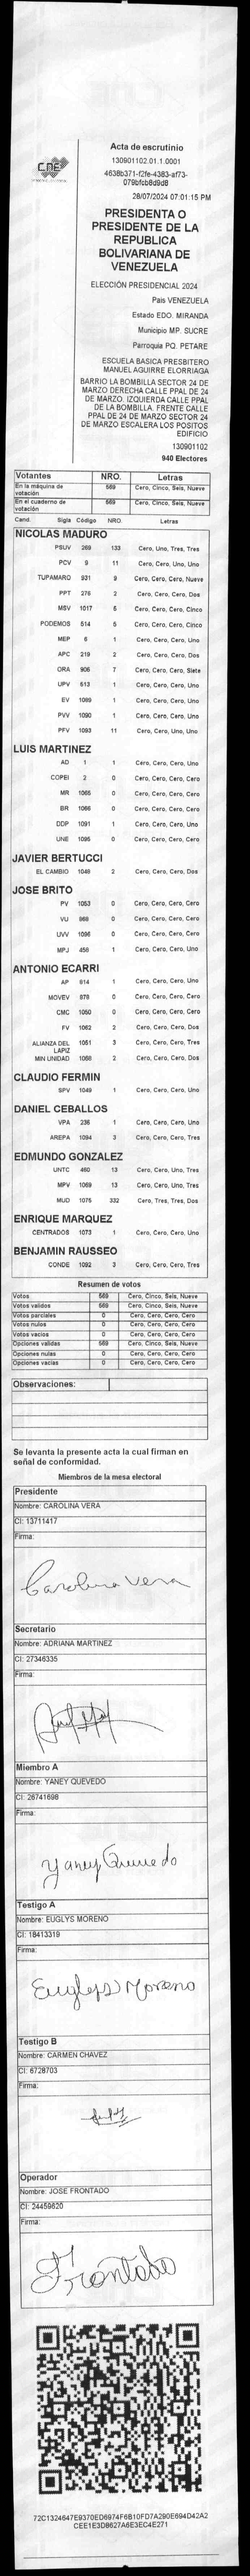 CNE
Acta de escrutinio
130901102.01.1.0001
4638b371-f2fe-4383-af73-
079bfcb8d9d8
28/07/2024 07:01:15 PM
PRESIDENTA O
PRESIDENTE DE LA
REPUBLICA
BOLIVARIANA DE
VENEZUELA
ELECCIÓN PRESIDENCIAL 2024
Pais VENEZUELA
Estado EDO. MIRANDA
Municipio MP. SUCRE
Parroquia PQ. PETARE
ESCUELA BASICA PRESBITERO
MANUEL AGUIRRE ELORRIAGA
BARRIO LA BOMBILLA SECTOR 24 DE
MARZO DERECHA CALLE PPAL DE 24
DE MARZO. IZQUIERDA CALLE PPAL
DE LA BOMBILLA. FRENTE CALLE
PPAL DE 24 DE MARZO SECTOR 24
DE MARZO ESCALERA LOS POSITOS
EDIFICIO
130901102
940 Electores
Votantes NRO. Letras
En la máquina de votación 569 Cero, Cinco, Seis, Nueve
En el cuaderno de votación 569 Cero, Cinco, Seis, Nueve
Cand. Sigla Código NRO. Letras
NICOLAS MADURO
PSUV 269 133 Cero, Uno, Tres, Tres
PCV 9 11 Cero, Cero, Uno, Uno
TUPAMARO 931 9 Cero, Cero, Cero, Nueve
PPT 276 2 Cero, Cero, Cero, Dos
MSV 1017 5 Cero, Cero, Cero, Cinco
PODEMOS 514 5 Cero, Cero, Cero, Cinco
MEP 6 1 Cero, Cero, Cero, Uno
APC 219 2 Cero, Cero, Cero, Dos
ORA 906 7 Cero, Cero, Cero, Siete
UPV 613 1 Cero, Cero, Cero, Uno
EV 1089 1 Cero, Cero, Cero, Uno
PVV 1090 1 Cero, Cero, Cero, Uno
PFV 1093 11 Cero, Cero, Uno, Uno
LUIS MARTINEZ
AD 1 1 Cero, Cero, Cero, Uno
COPEI 2 0 Cero, Cero, Cero, Cero
MR 1065 0 Cero, Cero, Cero, Cero
BR 1066 0 Cero, Cero, Cero, Cero
DDP 1091 1 Cero, Cero, Cero, Uno
UNE 1095 0 Cero, Cero, Cero, Cero
JAVIER BERTUCCI
EL CAMBIO 1048 2 Cero, Cero, Cero, Dos
JOSE BRITO
PV 1053 0 Cero, Cero, Cero, Cero
VU 868 0 Cero, Cero, Cero, Cero
UVV 1096 0 Cero, Cero, Cero, Cero
MPJ 458 1 Cero, Cero, Cero, Uno
ANTONIO ECARRI
AP 814 1 Cero, Cero, Cero, Uno
MOVEV 878 0 Cero, Cero, Cero, Cero
CMC 1050 0 Cero, Cero, Cero, Cero
FV 1062 2 Cero, Cero, Cero, Dos
ALIANZA DEL LAPIZ 1051 3 Cero, Cero, Cero, Tres
MIN UNIDAD 1068 2 Cero, Cero, Cero, Dos
CLAUDIO FERMIN
SPV 1049 1 Cero, Cero, Cero, Uno
DANIEL CEBALLOS
VPA 236 1 Cero, Cero, Cero, Uno
AREPA 1094 3 Cero, Cero, Cero, Tres
EDMUNDO GONZALEZ
UNTC 460 13 Cero, Cero, Uno, Tres
MPV 1069 13 Cero, Cero, Uno, Tres
MUD 1075 332 Cero, Tres, Tres, Dos
ENRIQUE MARQUEZ
CENTRADOS 1073 1 Cero, Cero, Cero, Uno
BENJAMIN RAUSSEO
CONDE 1092 3 Cero, Cero, Cero, Tres
Resumen de votos
Votos 569 Cero, Cinco, Seis, Nueve
Votos validos 569 Cero, Cinco, Seis, Nueve
Votos parciales 0 Cero, Cero, Cero, Cero
Votos nulos 0 Cero, Cero, Cero, Cero
Votos vacios 0 Cero, Cero, Cero, Cero
Opciones validas 569 Cero, Cinco, Seis, Nueve
Opciones nulas 0 Cero, Cero, Cero, Cero
Opciones vacias 0 Cero, Cero, Cero, Cero
Observaciones:
Se levanta la presente acta la cual firman en
señal de conformidad.
Miembros de la mesa electoral
Presidente
Nombre: CAROLINA VERA
CI: 13711417
Firma:
Carolina vera
Secretario
Nombre: ADRIANA MARTINEZ
CI: 27346335
Firma:
Miembro A
Nombre: YANEY QUEVEDO
CI: 26741698
Firma:
Yaney Quevedo
Testigo A
Nombre: EUGLYS MORENO
CI: 18413319
Firma:
Euglys Moreno
Testigo B
Nombre: CARMEN CHAVEZ
CI: 6728703
Firma:
Operador
Nombre: JOSE FRONTADO
CI: 24459620
Firma:
Frontado
72C1324647E9370ED6974F6B10FD7A290E694D42A2
CEE1E3D8627A6E3EC4E271